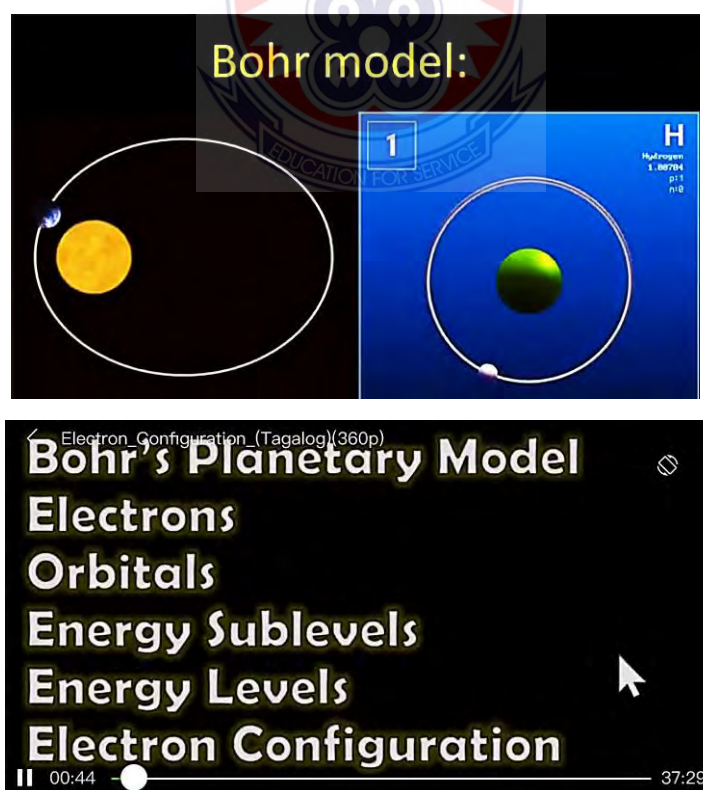 Bohr model:
EDUCATION FOR SERVICE
1
H
Hydrogen
1.00784
p:1
n:0
Electron_Configuration_(Tagalog)(360p)
Bohr's Planetary Model
Electrons
Orbitals
Energy Sublevels
Energy Levels
Electron Configuration
00:44
37:29